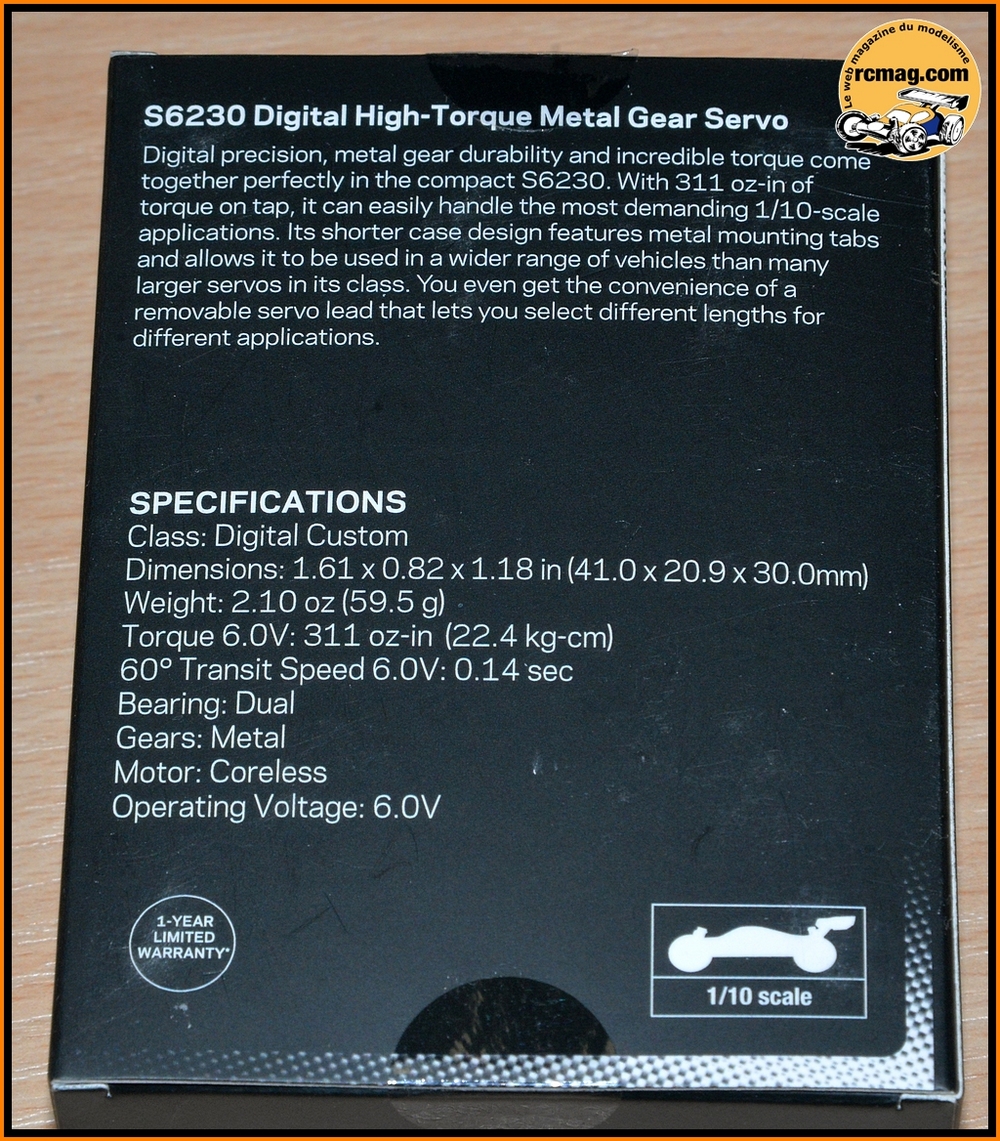 Le web magazine du modelisme
rcmag.com
S6230 Digital High-Torque Metal Gear Servo
Digital precision, metal gear durability and incredible torque come
together perfectly in the compact S6230. With 311 oz-in of
torque on tap, it can easily handle the most demanding 1/10-scale
applications. Its shorter case design features metal mounting tabs
and allows it to be used in a wider range of vehicles than many
larger servos in its class. You even get the convenience of a
removable servo lead that lets you select different lengths for
different applications.
SPECIFICATIONS
Class: Digital Custom
Dimensions: 1.61 x 0.82 x 1.18 in (41.0 x 20.9 x 30.0mm)
Weight: 2.10 oz (59.5 g)
Torque 6.0V: 311 oz-in (22.4 kg-cm)
60° Transit Speed 6.0V: 0.14 sec
Bearing: Dual
Gears: Metal
Motor: Coreless
Operating Voltage: 6.0V
1-YEAR
LIMITED
WARRANTY*
1/10 scale